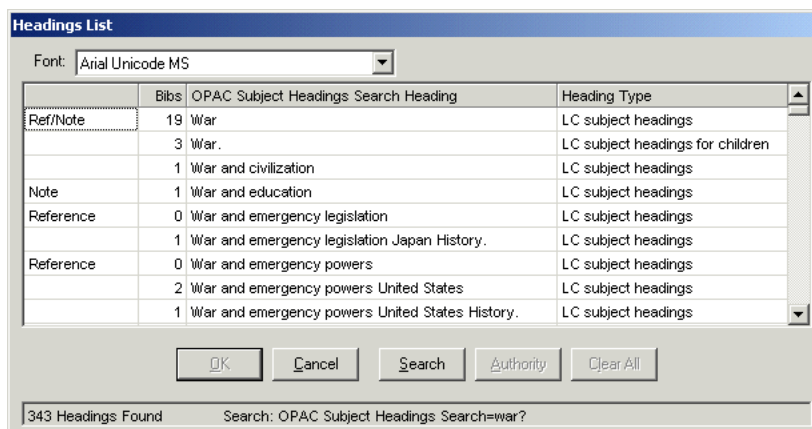 Headings List
Font: Arial Unicode MS
Bibs OPAC Subject Headings Search Heading Heading Type
Ref/Note 19 War LC subject headings
3 War. LC subject headings for children
1 War and civilization LC subject headings
Note 1 War and education LC subject headings
Reference 0 War and emergency legislation LC subject headings
1 War and emergency legislation Japan History. LC subject headings
Reference 0 War and emergency powers LC subject headings
2 War and emergency powers United States LC subject headings
1 War and emergency powers United States History. LC subject headings
OK Cancel Search Authority Clear All
343 Headings Found Search: OPAC Subject Headings Search=war?